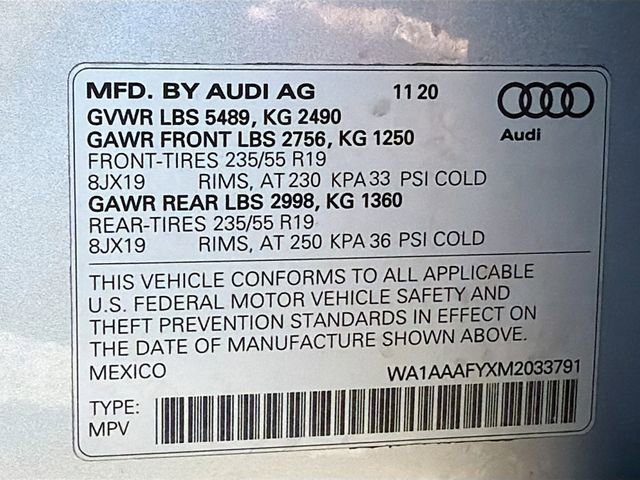 MFD. BY AUDI AG 11 20
GVWR LBS 5489, KG 2490
GAWR FRONT LBS 2756, KG 1250
Audi
FRONT-TIRES 235/55 R19
8JX19 RIMS, AT 230 KPA 33 PSI COLD
GAWR REAR LBS 2998, KG 1360
REAR-TIRES 235/55 R19
8JX19 RIMS, AT 250 KPA 36 PSI COLD
THIS VEHICLE CONFORMS TO ALL APPLICABLE
U.S. FEDERAL MOTOR VEHICLE SAFETY AND
THEFT PREVENTION STANDARDS IN EFFECT ON
THE DATE OF MANUFACTURE SHOWN ABOVE.
MEXICO WA1AAAFYXM2033791
TYPE:
MPV